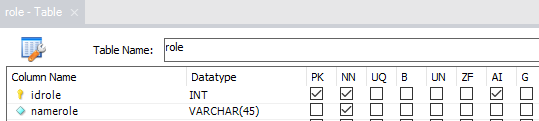 role - Table ×
Table Name: role
Column Name Datatype PK NN UQ B UN ZF AI G
idrole INT
namerole VARCHAR(45)